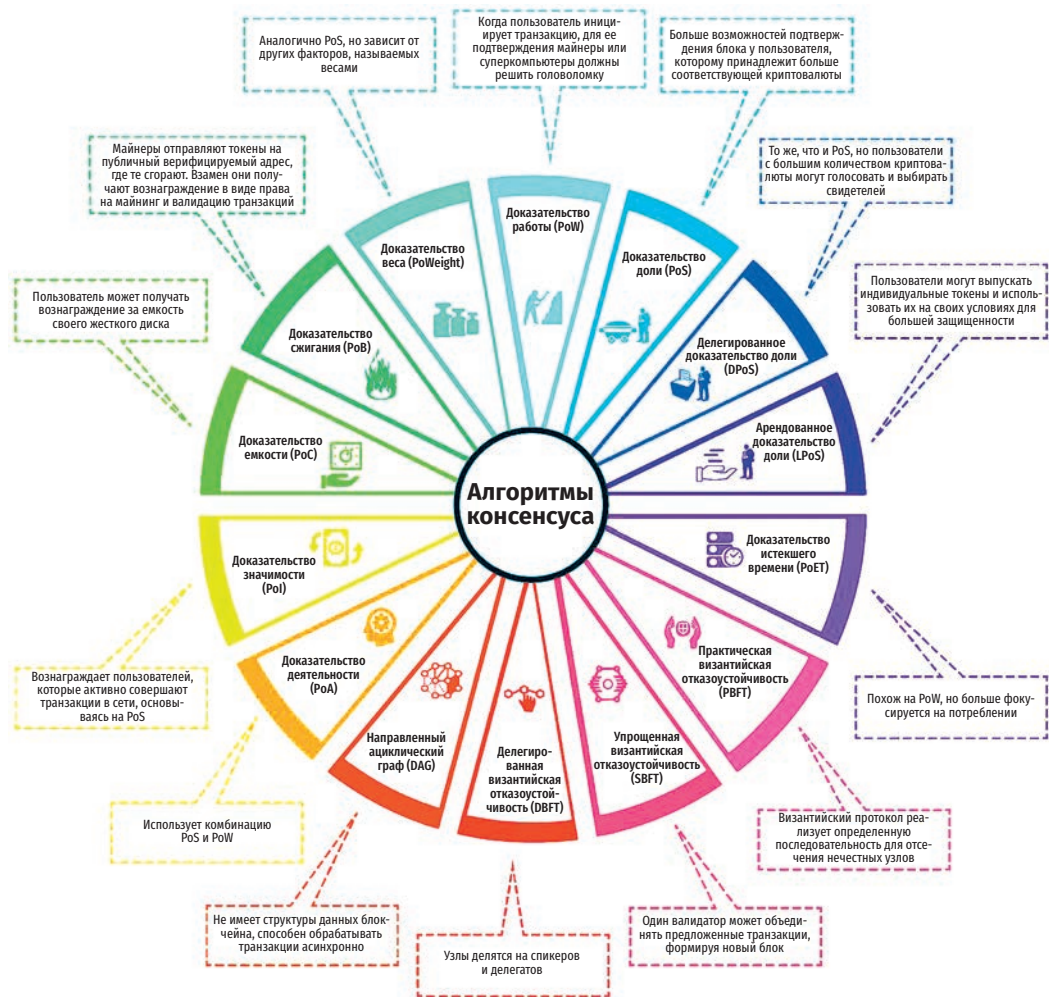 Когда пользователь иници-
ирует транзакцию, для ее
подтверждения майнеры или
суперкомпьютеры должны
решить головоломку
Больше возможностей подтверж-
дения блока у пользователя,
которому принадлежит больше
соответствующей криптовалюты
Аналогично PoS, но зависит от
других факторов, называемых
весами
Майнеры отправляют токены на
публичный верифицируемый адрес,
где те сгорают. Взамен они полу-
чают вознаграждение в виде права
на майнинг и валидацию транзакций
То же, что и PoS, но пользователи
с большим количеством криптова-
люты могут голосовать и выбирать
свидетелей
Пользователь может получать
вознаграждение за емкость
своего жесткого диска
Пользователи могут выпускать
индивидуальные токены и исполь-
зовать их на своих условиях для
большей защищенности
Доказательство
работы (PoW)
Доказательство
веса (PoWeight)
Доказательство
доли (PoS)
Доказательство
сжигания (PoB)
Делегированное
доказательство доли
(DPoS)
Доказательство
емкости (PoC)
Арендованное
доказательство
доли (LPoS)
Алгоритмы
консенсуса
Доказательство
значимости
(PoI)
Доказательство
истекшего
времени (PoET)
Доказательство
деятельности
(PoA)
Практическая
византийская
отказоустойчивость
(PBFT)
Направленный
ациклический
граф (DAG)
Делегиро-
ванная
византийская
отказоустой-
чивость (DBFT)
Упрощенная
византийская
отказоустойчивость
(SBFT)
Вознаграждает пользователей,
которые активно совершают
транзакции в сети, основы-
ваясь на PoS
Похож на PoW, но больше фоку-
сируется на потреблении
Использует комбинацию
PoS и PoW
Византийский протокол реа-
лизует определенную
последовательность для отсе-
чения нечестных узлов
Не имеет структуры данных блок-
чейна, способен обрабатывать
транзакции асинхронно
Узлы делятся на спикеров
и делегатов
Один валидатор может объеди-
нять предложенные транзакции,
формируя новый блок